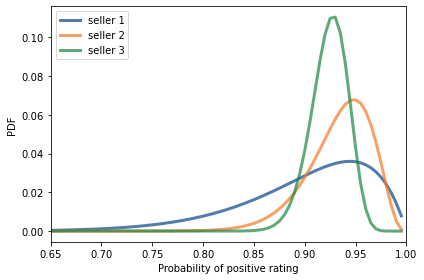 seller 1
seller 2
seller 3
PDF
0.10
0.08
0.06
0.04
0.02
0.00
0.65 0.70 0.75 0.80 0.85 0.90 0.95 1.00
Probability of positive rating